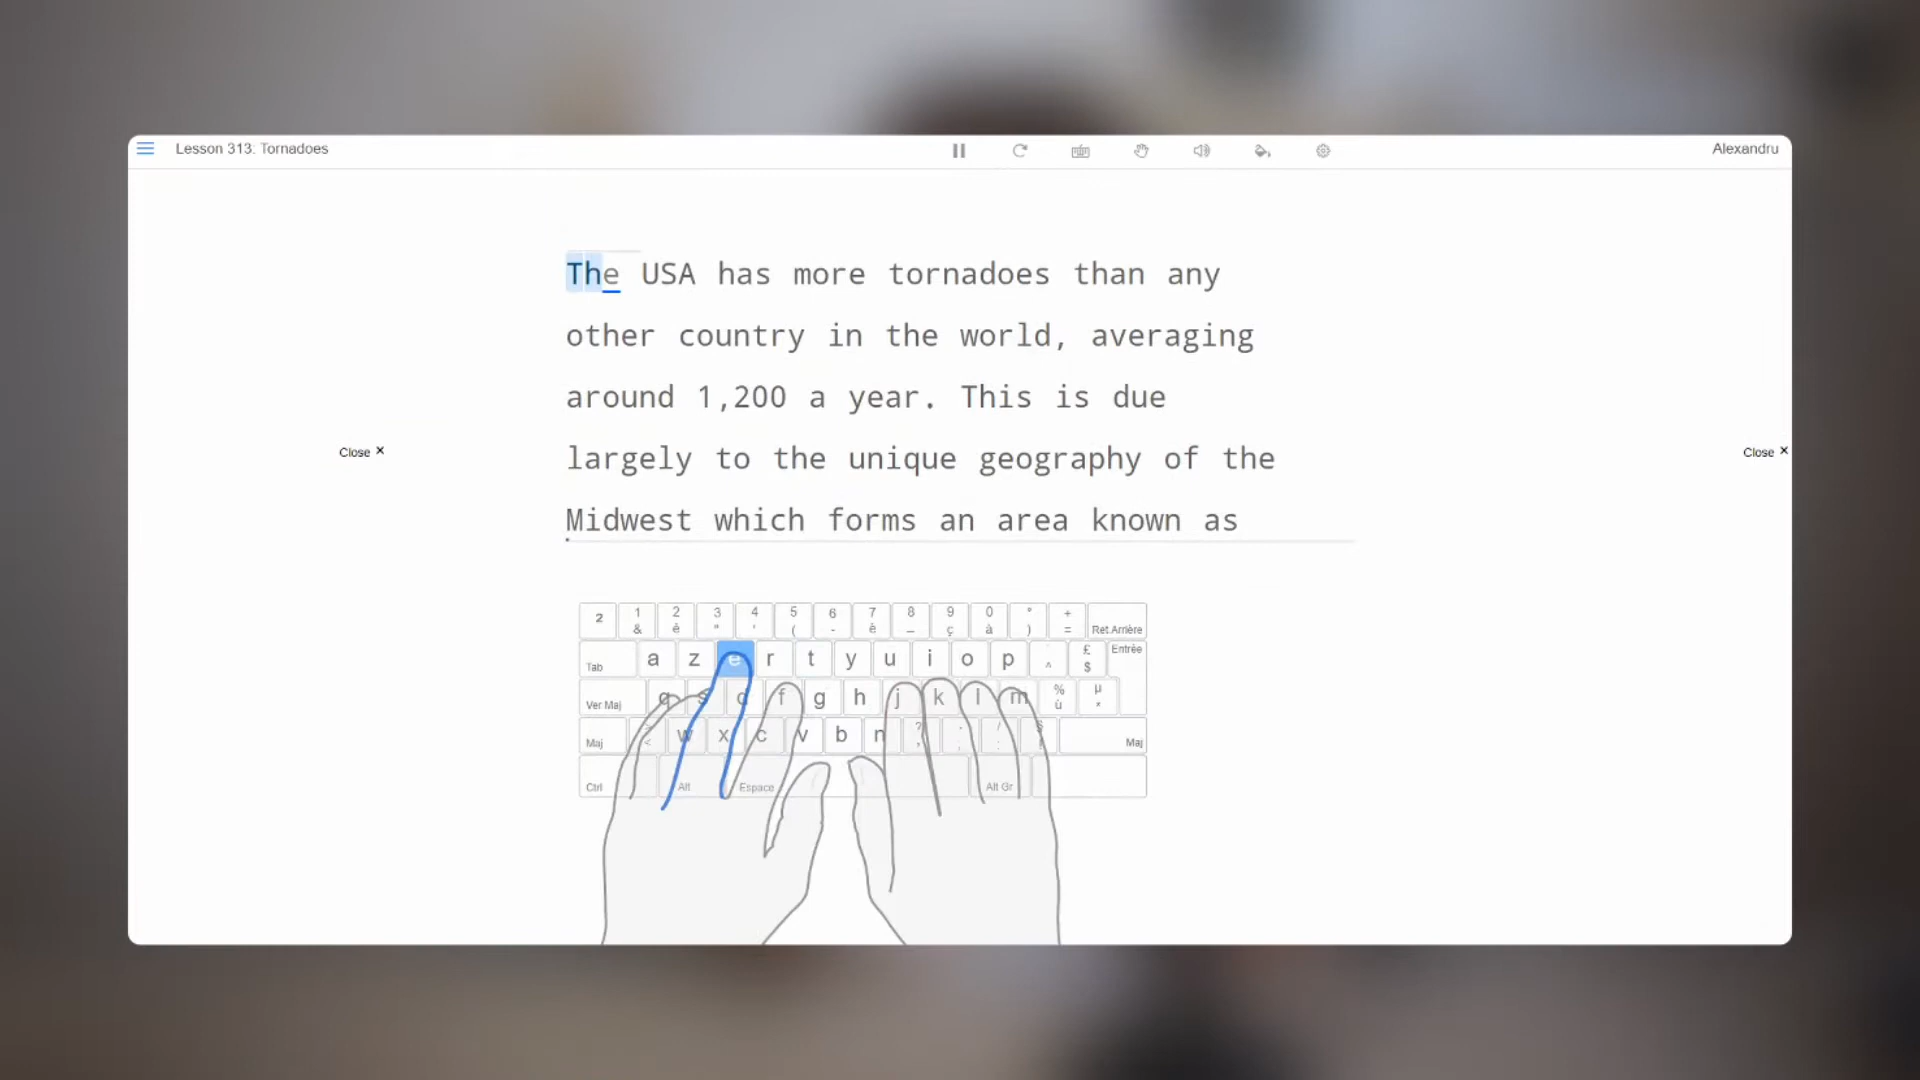 Lesson 313: Tornadoes
Alexandru
The USA has more tornadoes than any
other country in the world, averaging
around 1,200 a year. This is due
largely to the unique geography of the
Midwest which forms an area known as
Close ×
Close ×
2 1 2 3 4 5 6 7 8 9 0 ° +
& é " ' ( - è _ ç à ) = Ret Arrière
Tab a z e r t y u i o p ^ £ $ Entrée
Ver Maj q s d f g h j k l m % ù µ *
Maj < w x c v b n ? , . ; / : § Maj
Ctrl Alt Espace Alt Gr